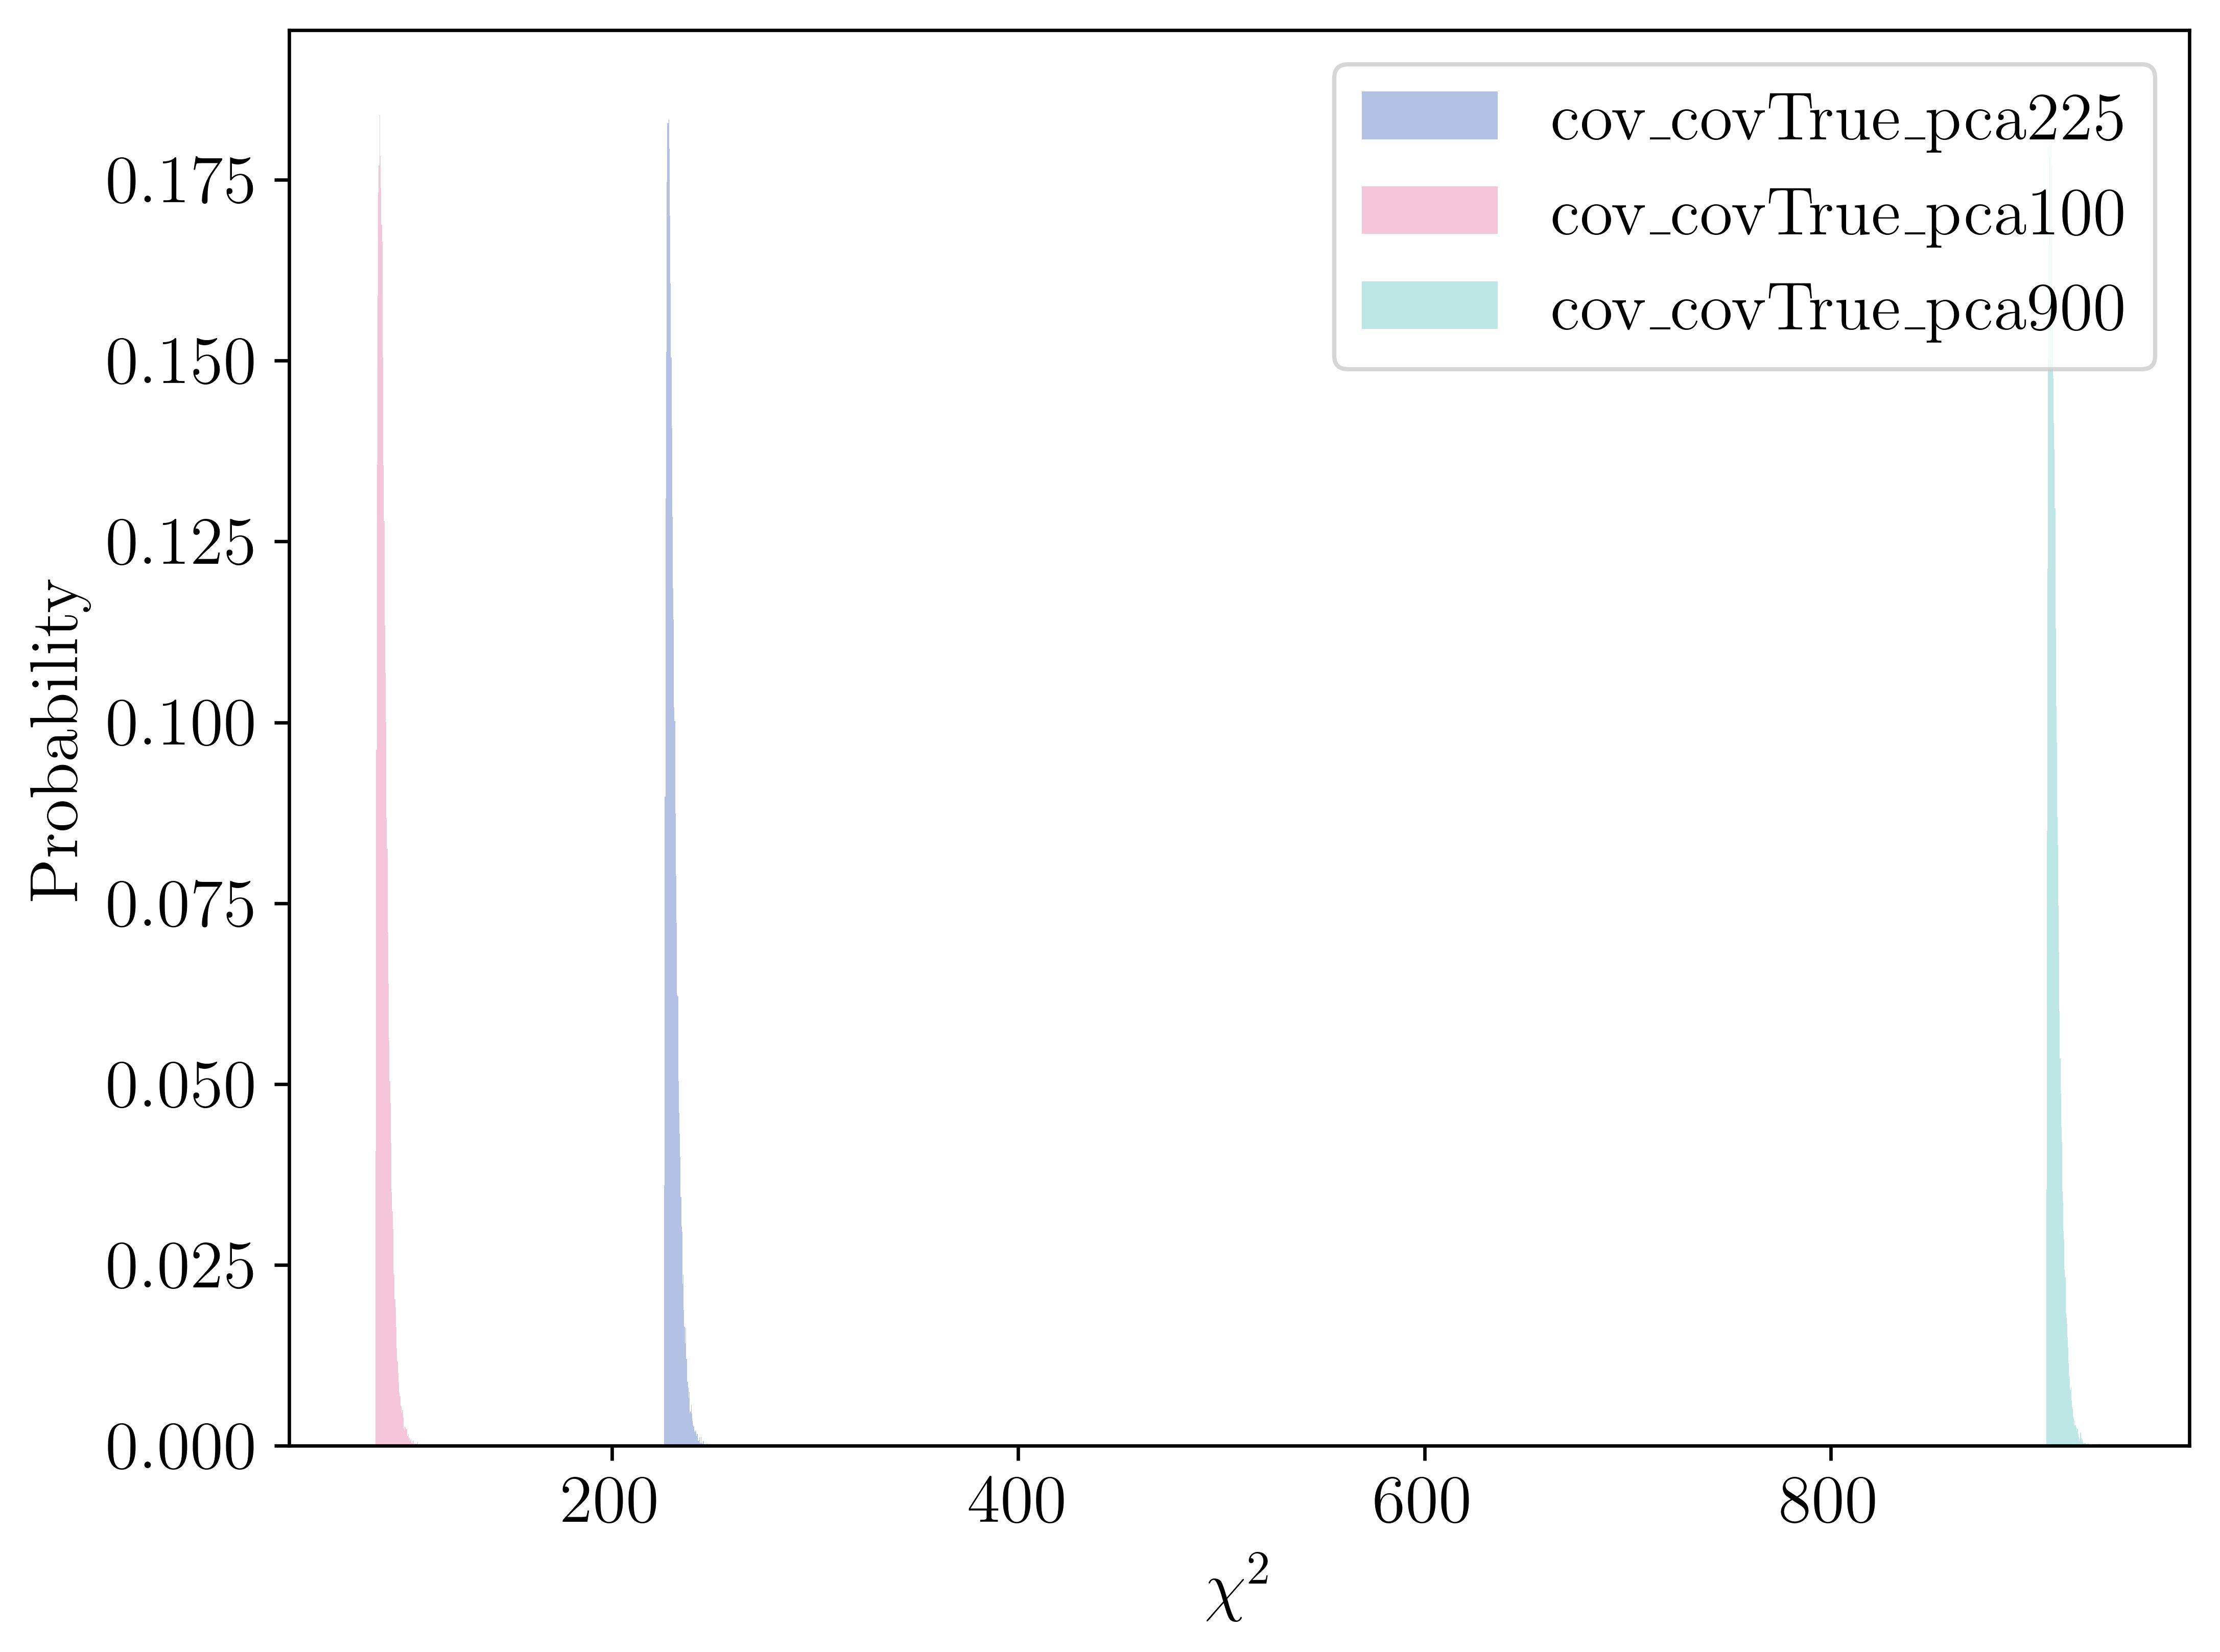 cov_covTrue_pca225
cov_covTrue_pca100
cov_covTrue_pca900
0.175
0.150
0.125
0.100
0.075
0.050
0.025
0.000
Probability
200 400 600 800
χ²